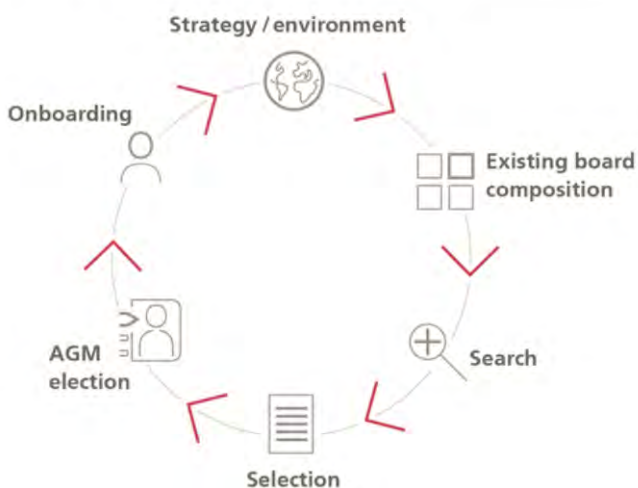 Strategy / environment
Onboarding
Existing board
composition
Search
AGM
election
Selection